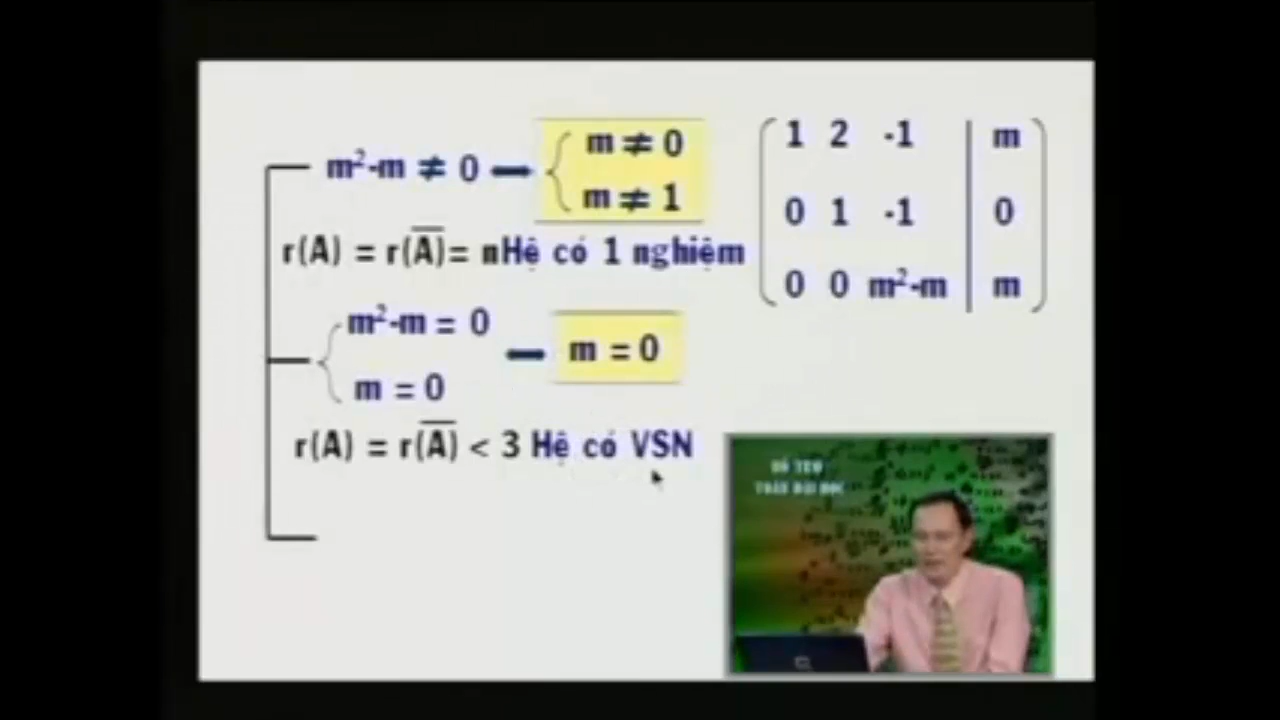 m²-m ≠ 0
m ≠ 0
m ≠ 1
r(A) = r(A̅)= nHệ có 1 nghiệm
m²-m = 0
m = 0
m = 0
r(A) = r(A̅) < 3 Hệ có VSN
1 2 -1 m
0 1 -1 0
0 0 m²-m m